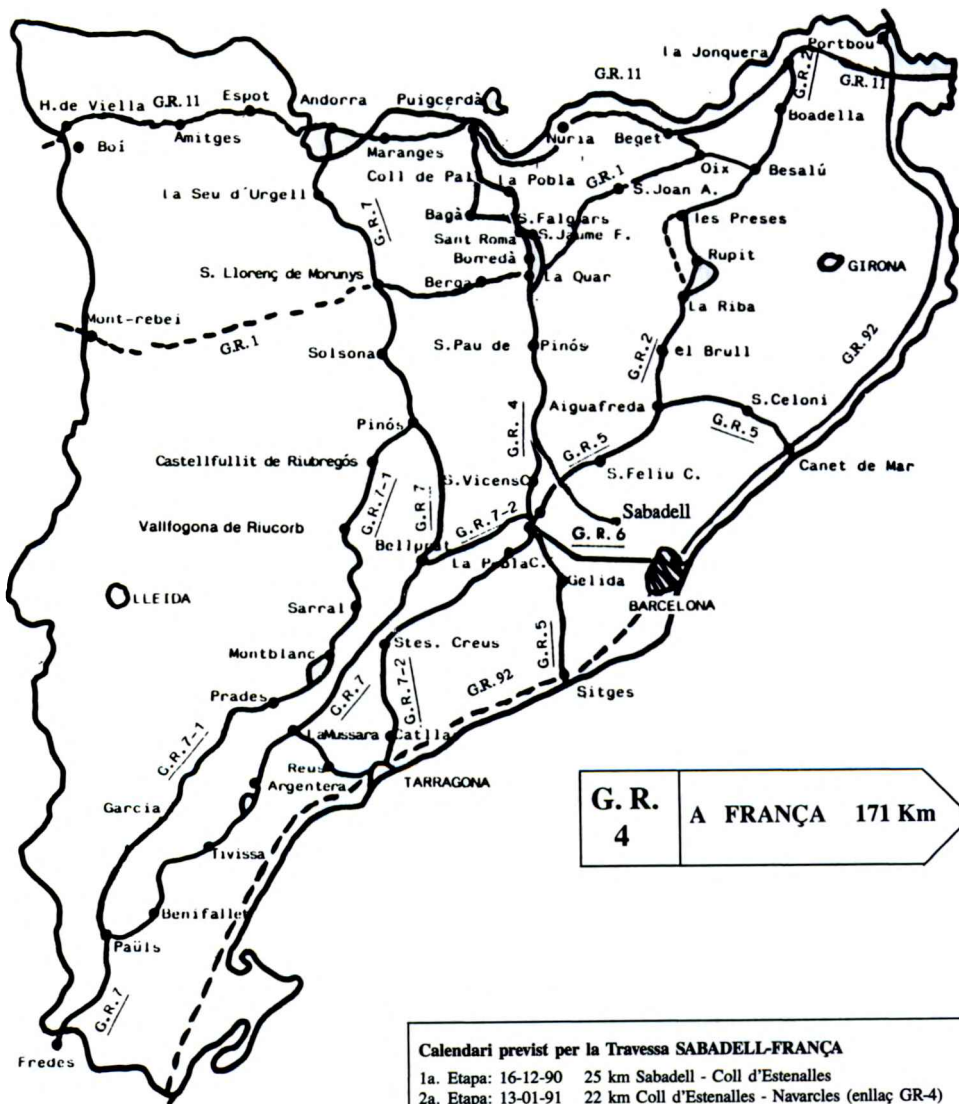 la Jonquera
Portbou
G.R.11
G.R.2
G.R.11
H.de Viella
G.R.11
Espot
Andorra
Puigcerdà
Boadella
Boi
Amitges
Maranges
Núria
Beget
Coll de Pal
La Pobla
G.R.1
Oix
Besalú
La Seu d'Urgell
S.Joan A.
G.R.7
Bagà
les Preses
Sant Roma
S.Jaume F.
Rupit
Borredà
GIRONA
S. Llorenç de Morunys
Berga
La Quar
La Riba
Mont-rebei
G.R.1
G.R.92
Solsona
S.Pau de Pinós
G.R.2
el Brull
Aiguafreda
S.Celoni
G.R.5
Pinós
G.R. 4
G.R.5
Canet de Mar
Castellfullit de Riubregós
S.Feliu C.
G.R.7-1
G.R.7
S.Vicens C.
Sabadell
Vallfogona de Riucorb
G.R.7-2
G. R. 6
Bellprat
La Pobla C.
Gelida
LLEIDA
BARCELONA
Sarral
Stes. Creus
G.R.5
Montblanc
G.R.7
G.R.7-2
G.R.92
Sitges
Prades
La Mussara
Catlla
G.R.7-1
Reus
TARRAGONA
Argentera
Garcia
Tivissa
Benifallet
Paüls
G.R.7
Fredes
G. R.
4
A FRANÇA 171 Km
Calendari previst per la Travessa SABADELL-FRANÇA
1a. Etapa: 16-12-90 25 km Sabadell - Coll d'Estenalles
2a. Etapa: 13-01-91 22 km Coll d'Estenalles - Navarcles (enllaç GR-4)